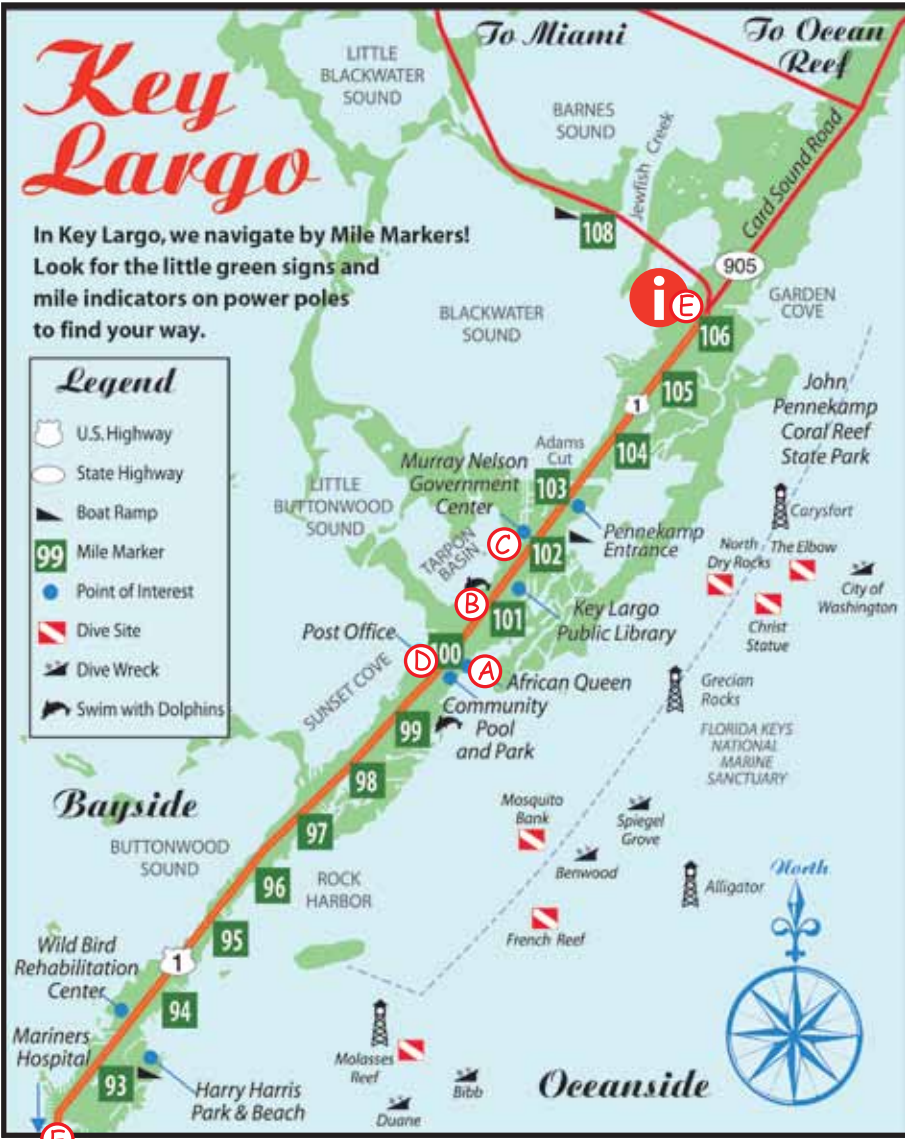 Key
Largo
In Key Largo, we navigate by Mile Markers!
Look for the little green signs and
mile indicators on power poles
to find your way.
To Miami
To Ocean
Reef
LITTLE
BLACKWATER
SOUND
BARNES
SOUND
Jewfish Creek
Card Sound Road
108
905
i
E
GARDEN
COVE
BLACKWATER
SOUND
106
105
1
104
John
Pennekamp
Coral Reef
State Park
Legend
U.S. Highway
State Highway
Boat Ramp
99
Mile Marker
Point of Interest
Dive Site
Dive Wreck
Swim with Dolphins
Adams
Cut
Murray Nelson
Government
Center
103
LITTLE
BUTTONWOOD
SOUND
TARPON
BASIN
C
102
Pennekamp
Entrance
Carysfort
North
Dry Rocks
The Elbow
City of
Washington
Christ
Statue
B
101
Key Largo
Public Library
Post Office
D
100
A
African Queen
SUNSET COVE
Community
Pool
and Park
Grecian
Rocks
FLORIDA KEYS
NATIONAL
MARINE
SANCTUARY
99
98
Bayside
97
BUTTONWOOD
SOUND
96
ROCK
HARBOR
Mosquito
Bank
Spiegel
Grove
Benwood
Alligator
French Reef
North
95
1
Wild Bird
Rehabilitation
Center
94
Mariners
Hospital
93
Harry Harris
Park & Beach
Molasses
Reef
Bibb
Duane
Oceanside